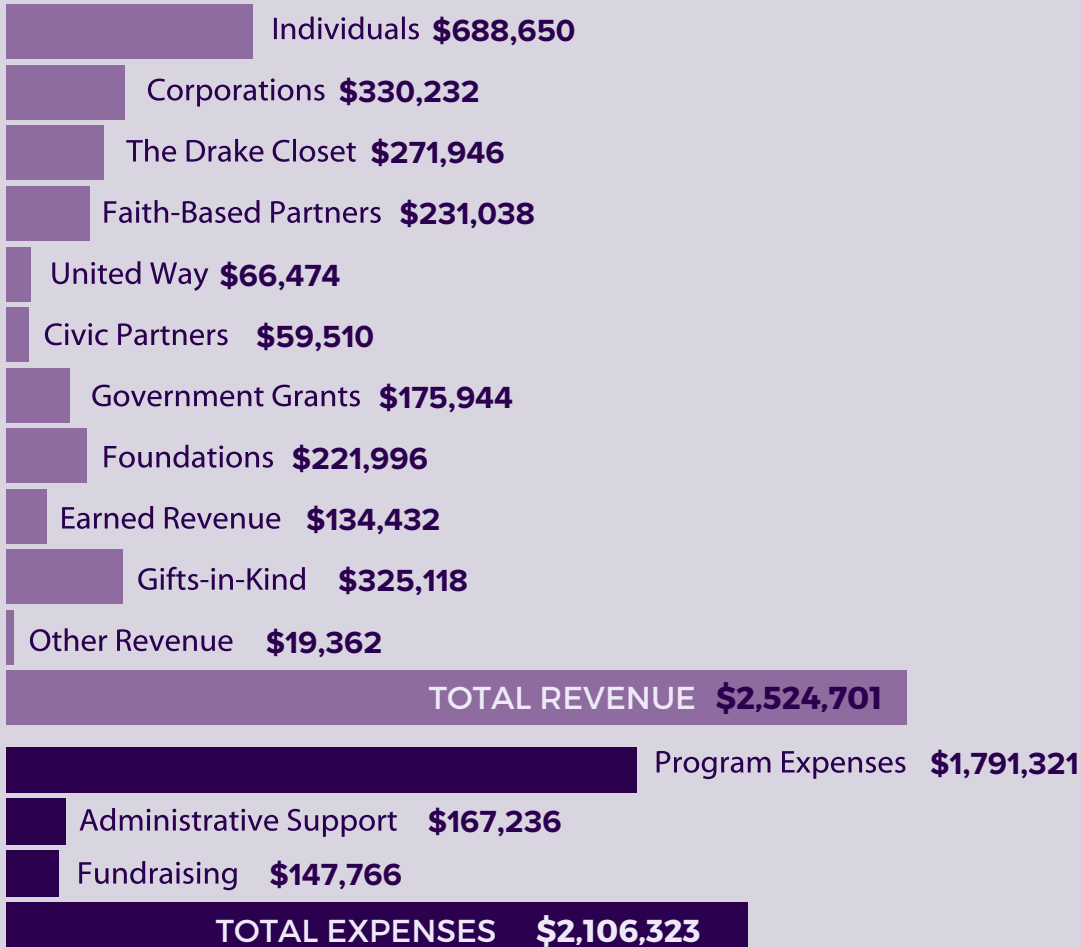 Individuals $688,650
Corporations $330,232
The Drake Closet $271,946
Faith-Based Partners $231,038
United Way $66,474
Civic Partners $59,510
Government Grants $175,944
Foundations $221,996
Earned Revenue $134,432
Gifts-in-Kind $325,118
Other Revenue $19,362
TOTAL REVENUE $2,524,701
Program Expenses $1,791,321
Administrative Support $167,236
Fundraising $147,766
TOTAL EXPENSES $2,106,323